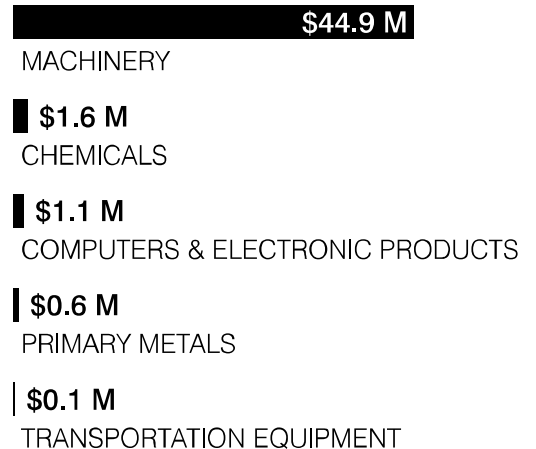 $44.9 M
MACHINERY
$1.6 M
CHEMICALS
$1.1 M
COMPUTERS & ELECTRONIC PRODUCTS
$0.6 M
PRIMARY METALS
$0.1 M
TRANSPORTATION EQUIPMENT